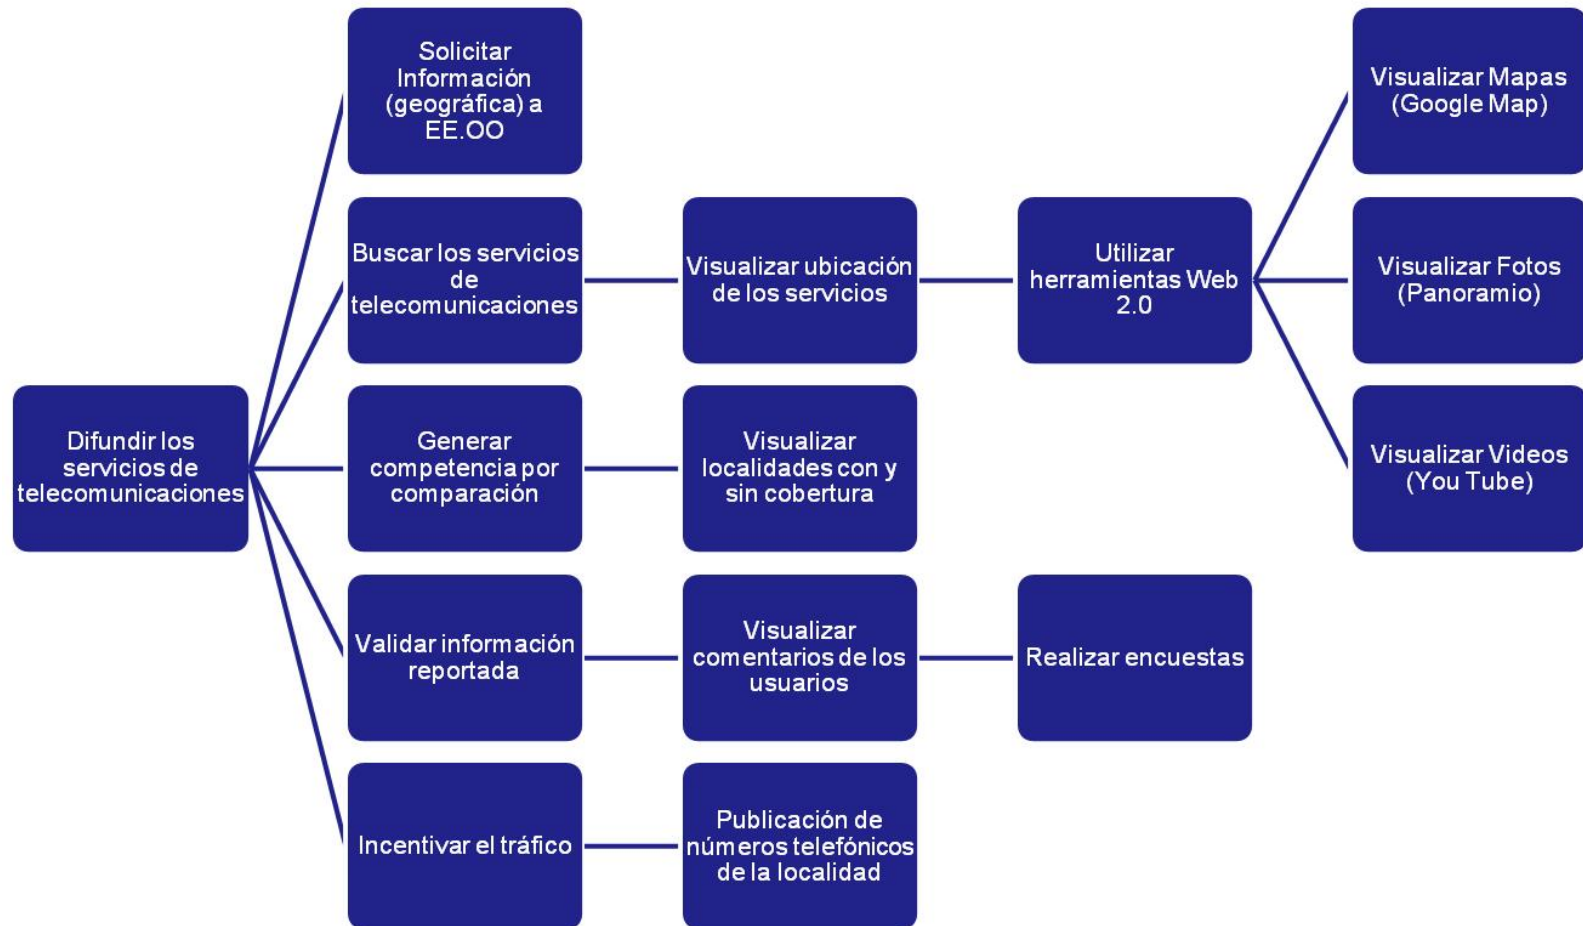 Solicitar
Información
(geográfica) a
EE.OO
Visualizar Mapas
(Google Map)
Buscar los servicios
de
telecomunicaciones
Visualizar ubicación
de los servicios
Utilizar
herramientas Web
2.0
Visualizar Fotos
(Panoramio)
Difundir los
servicios de
telecomunicaciones
Generar
competencia por
comparación
Visualizar
localidades con y
sin cobertura
Visualizar Videos
(You Tube)
Validar información
reportada
Visualizar
comentarios de los
usuarios
Realizar encuestas
Incentivar el tráfico
Publicación de
números telefónicos
de la localidad